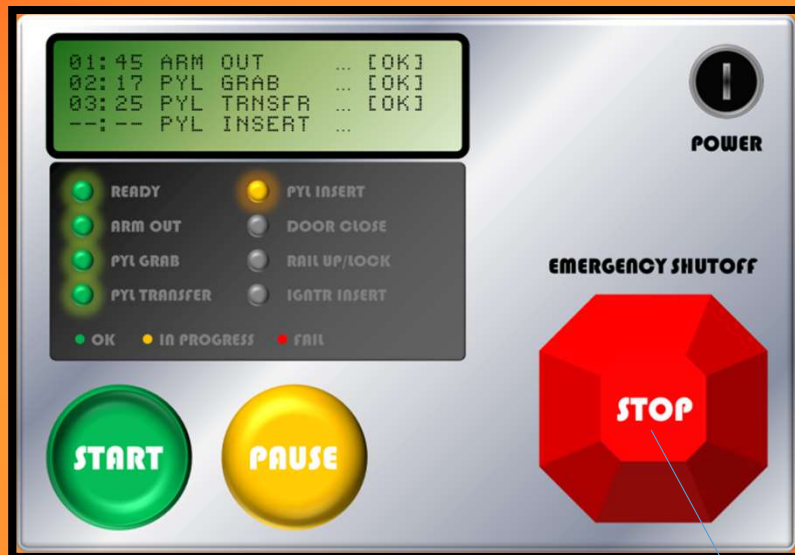 01:45 ARM OUT ... [OK]
02:17 PYL GRAB ... [OK]
03:25 PYL TRNSFR ... [OK]
--:-- PYL INSERT ...
POWER
READY
ARM OUT
PYL GRAB
PYL TRANSFER
PYL INSERT
DOOR CLOSE
RAIL UP/LOCK
IGNTR INSERT
OK IN PROGRESS FAIL
EMERGENCY SHUTOFF
START
PAUSE
STOP